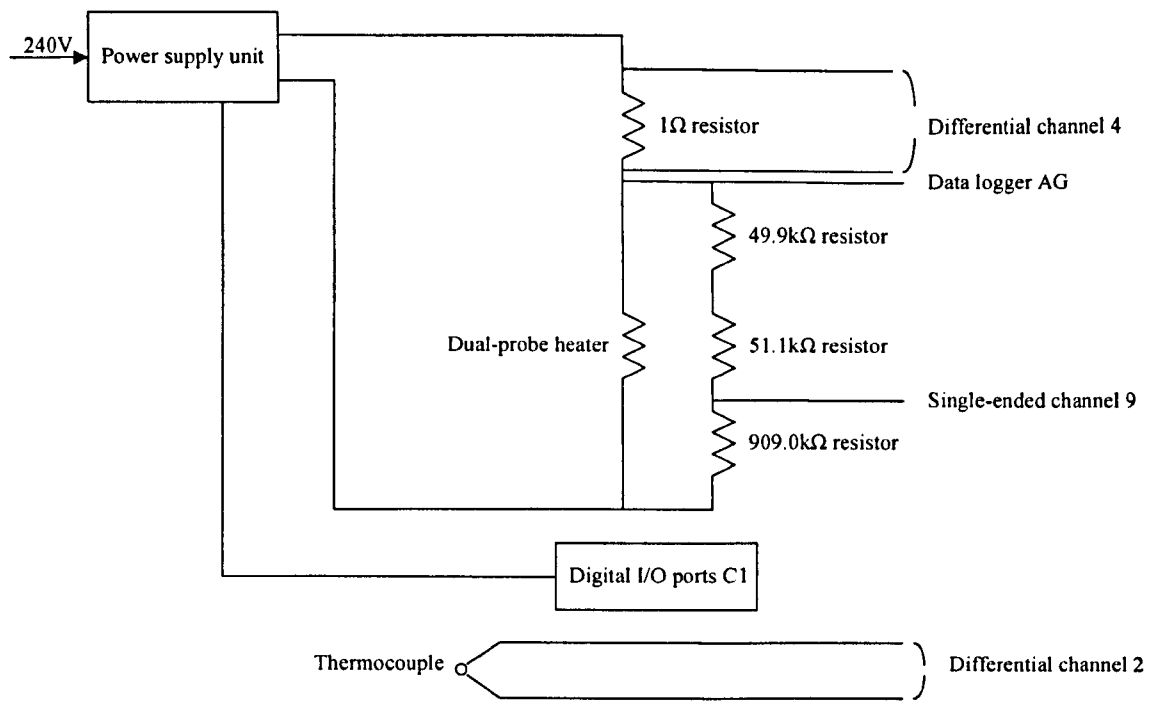 240V
Power supply unit
1Ω resistor
Differential channel 4
Data logger AG
49.9kΩ resistor
Dual-probe heater
51.1kΩ resistor
Single-ended channel 9
909.0kΩ resistor
Digital I/O ports C1
Thermocouple
Differential channel 2